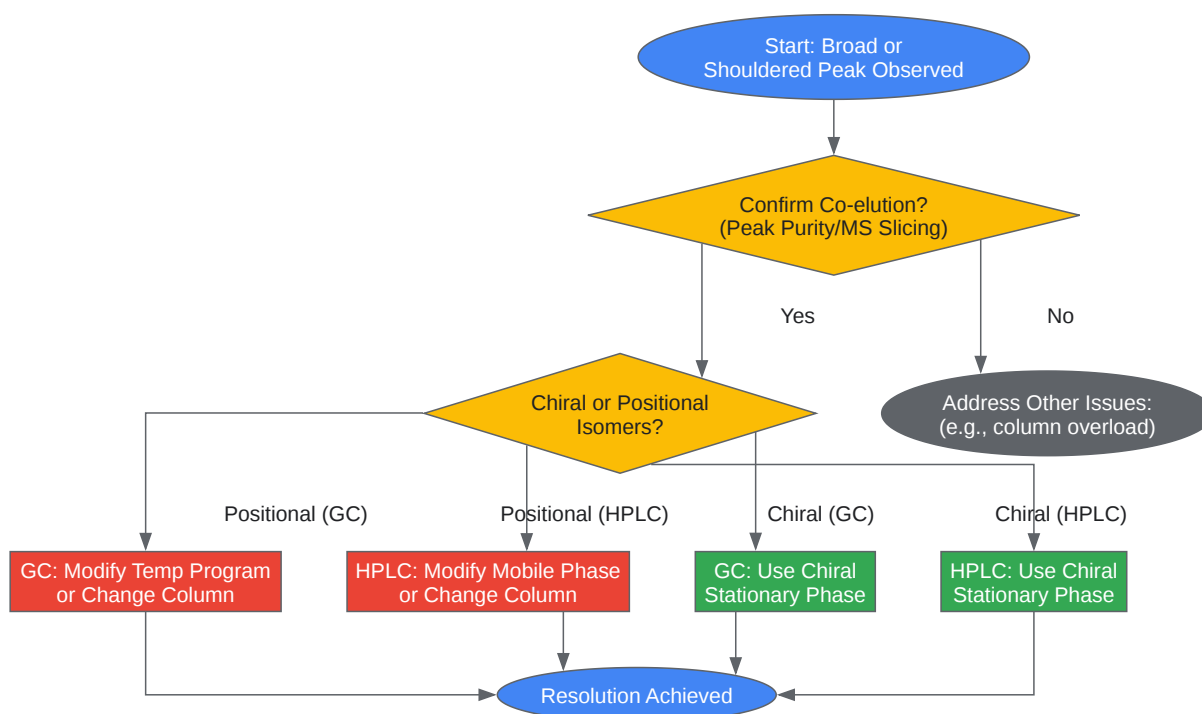 Start: Broad or
Shouldered Peak Observed
Confirm Co-elution?
(Peak Purity/MS Slicing)
Yes
No
Chiral or Positional
Isomers?
Address Other Issues:
(e.g., column overload)
Positional (GC)
Positional (HPLC)
Chiral (GC)
Chiral (HPLC)
GC: Modify Temp Program
or Change Column
HPLC: Modify Mobile Phase
or Change Column
GC: Use Chiral
Stationary Phase
HPLC: Use Chiral
Stationary Phase
Resolution Achieved